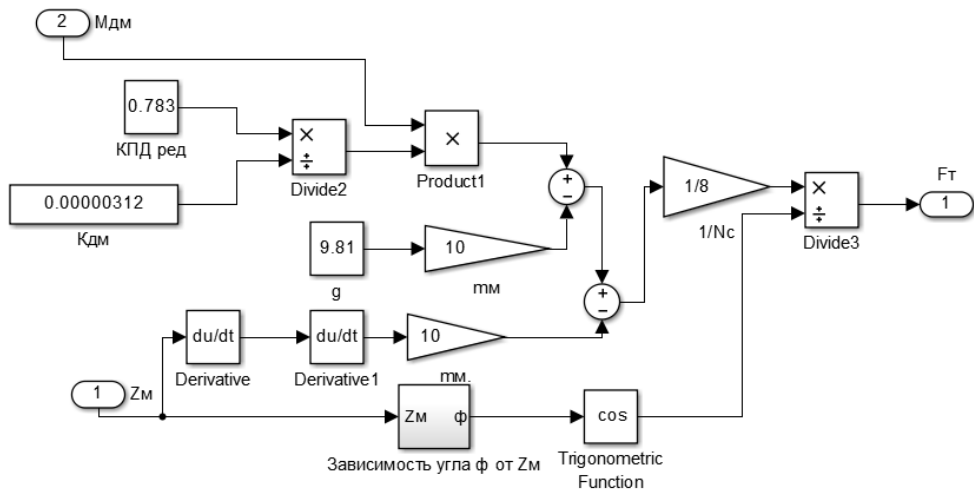 2
Mдм
0.783
КПД ред
×
÷
Divide2
×
Product1
0.00000312
Kдм
+
−
9.81
g
10
mм
1/8
1/Nc
×
÷
Divide3
Fт
1
+
−
du/dt
Derivative
du/dt
Derivative1
10
mм.
1
Zм
Zм ф
Зависимость угла ф от Zм
cos
Trigonometric
Function